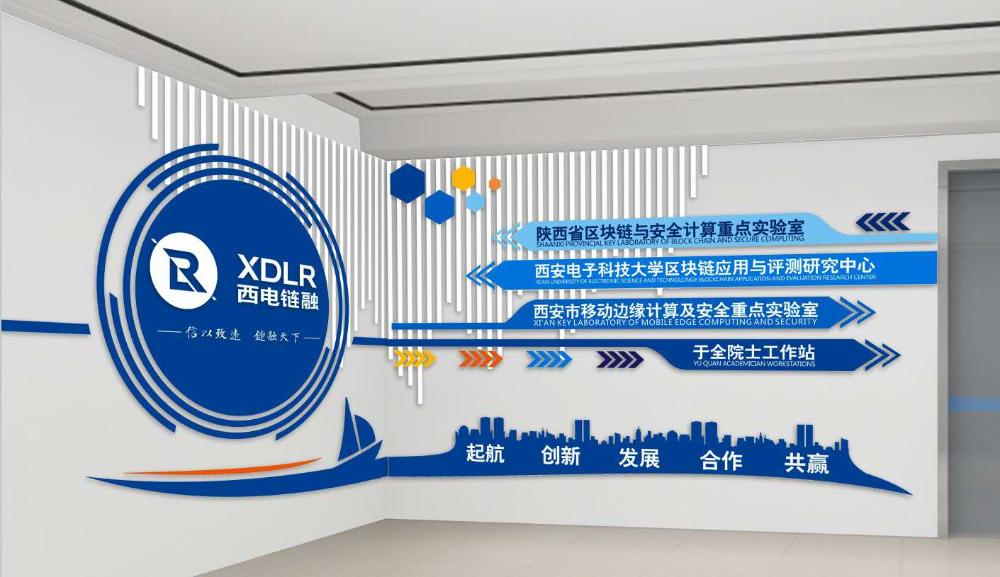 XDLR
西电链融
信以致远 鏈融天下
陕西省区块链与安全计算重点实验室
SHAANXI PROVINCIAL KEY LABORATORY OF BLOCK CHAIN AND SECURE COMPUTING
西安电子科技大学区块链应用与评测研究中心
XI'AN UNIVERSITY OF ELECTRONIC SCIENCE AND TECHNOLONGY BLOCKCHAIN APPLICATION AND EVALUATION RESEARCH CENTER
西安市移动边缘计算及安全重点实验室
XI'AN KEY LABORATORY OF MOBILE EDGE COMPUTING AND SECURITY
于全院士工作站
YU QUAN ACADEMICIAN WORKSTATIONS
起航 创新 发展 合作 共赢